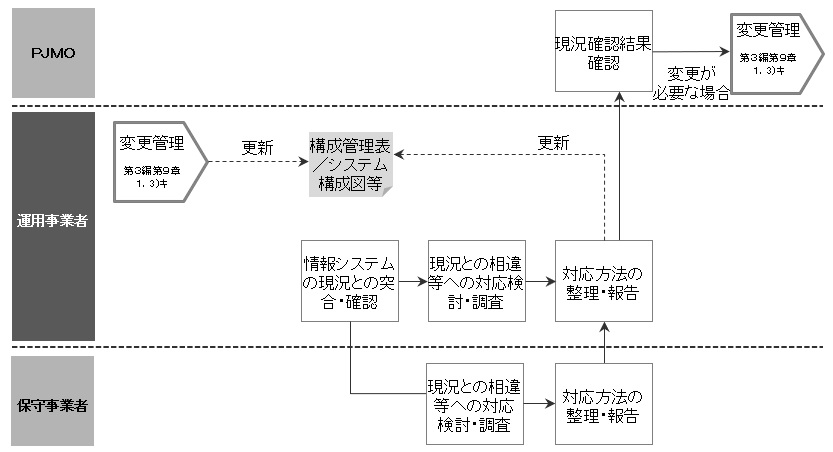 PJMO
現況確認結果
確認
変更が
必要な場合
変更管理
第3編第9章
1. 3)キ
運用事業者
変更管理
第3編第9章
1. 3)キ
更新
構成管理表
／システム
構成図等
更新
情報システム
の現況との突
合・確認
現況との相違
等への対応検
討・調査
対応方法の
整理・報告
保守事業者
現況との相違
等への対応
検討・調査
対応方法の
整理・報告